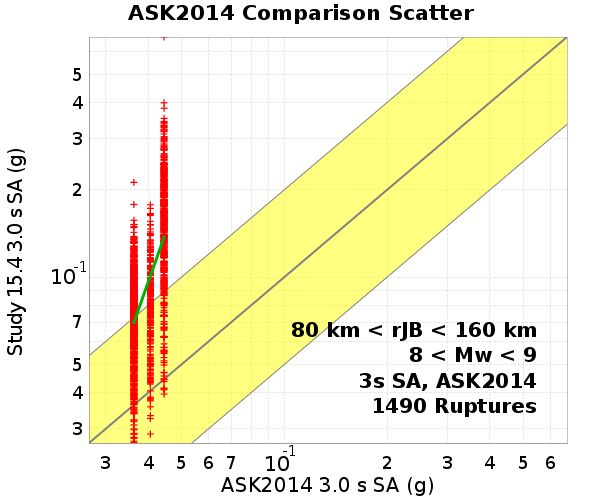 ASK2014 Comparison Scatter
Study 15.4 3.0 s SA (g)
5
4
3
2
10-1
7
5
4
3
80 km < rJB < 160 km
8 < Mw < 9
3s SA, ASK2014
1490 Ruptures
3 4 5 6 7 10-1 2 3 4 5 6
ASK2014 3.0 s SA (g)